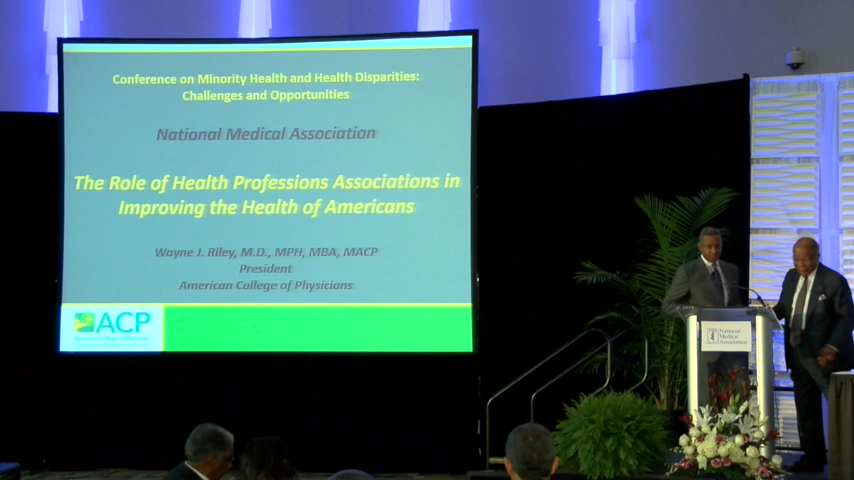 Conference on Minority Health and Health Disparities:
Challenges and Opportunities
National Medical Association
The Role of Health Professions Associations in
Improving the Health of Americans
Wayne J. Riley, M.D., MPH, MBA, MACP
President
American College of Physicians
ACP
National
Medical
Association